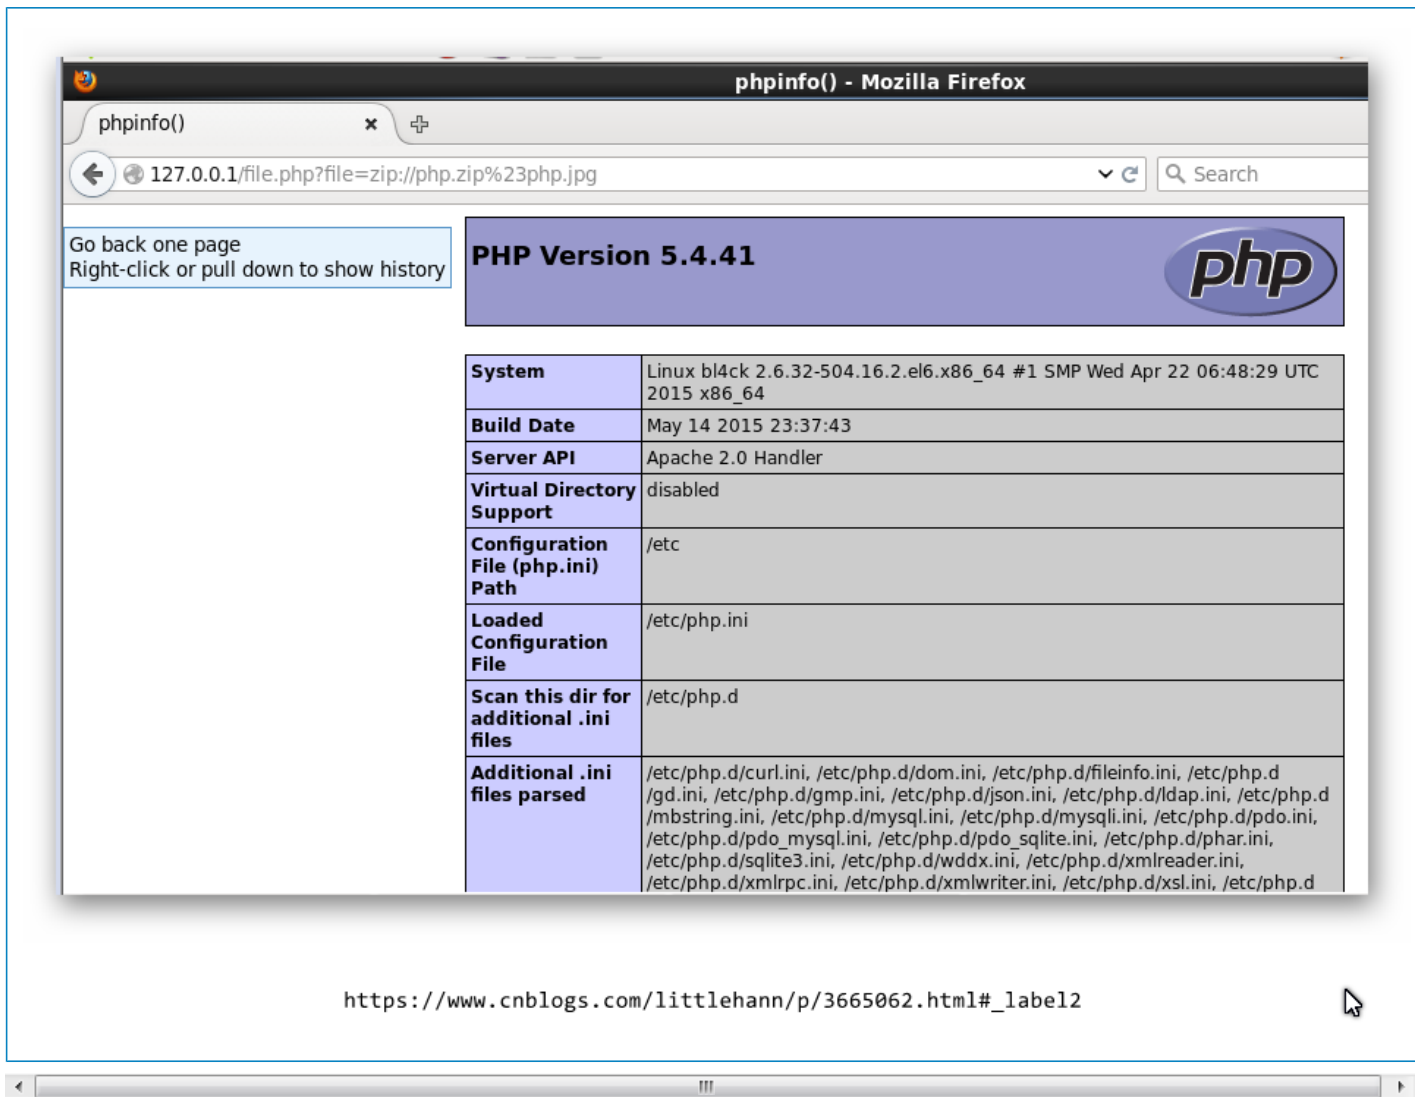 phpinfo() - Mozilla Firefox
phpinfo()
127.0.0.1/file.php?file=zip://php.zip%23php.jpg
Search
Go back one page
Right-click or pull down to show history
PHP Version 5.4.41
php
System
Linux bl4ck 2.6.32-504.16.2.el6.x86_64 #1 SMP Wed Apr 22 06:48:29 UTC
2015 x86_64
Build Date
May 14 2015 23:37:43
Server API
Apache 2.0 Handler
Virtual Directory
Support
disabled
Configuration
File (php.ini)
Path
/etc
Loaded
Configuration
File
/etc/php.ini
Scan this dir for
additional .ini
files
/etc/php.d
Additional .ini
files parsed
/etc/php.d/curl.ini, /etc/php.d/dom.ini, /etc/php.d/fileinfo.ini, /etc/php.d
/gd.ini, /etc/php.d/gmp.ini, /etc/php.d/json.ini, /etc/php.d/ldap.ini, /etc/php.d
/mbstring.ini, /etc/php.d/mysql.ini, /etc/php.d/mysqli.ini, /etc/php.d/pdo.ini,
/etc/php.d/pdo_mysql.ini, /etc/php.d/pdo_sqlite.ini, /etc/php.d/phar.ini,
/etc/php.d/sqlite3.ini, /etc/php.d/wddx.ini, /etc/php.d/xmlreader.ini,
/etc/php.d/xmlrpc.ini, /etc/php.d/xmlwriter.ini, /etc/php.d/xsl.ini, /etc/php.d
https://www.cnblogs.com/littlehann/p/3665062.html#_label2